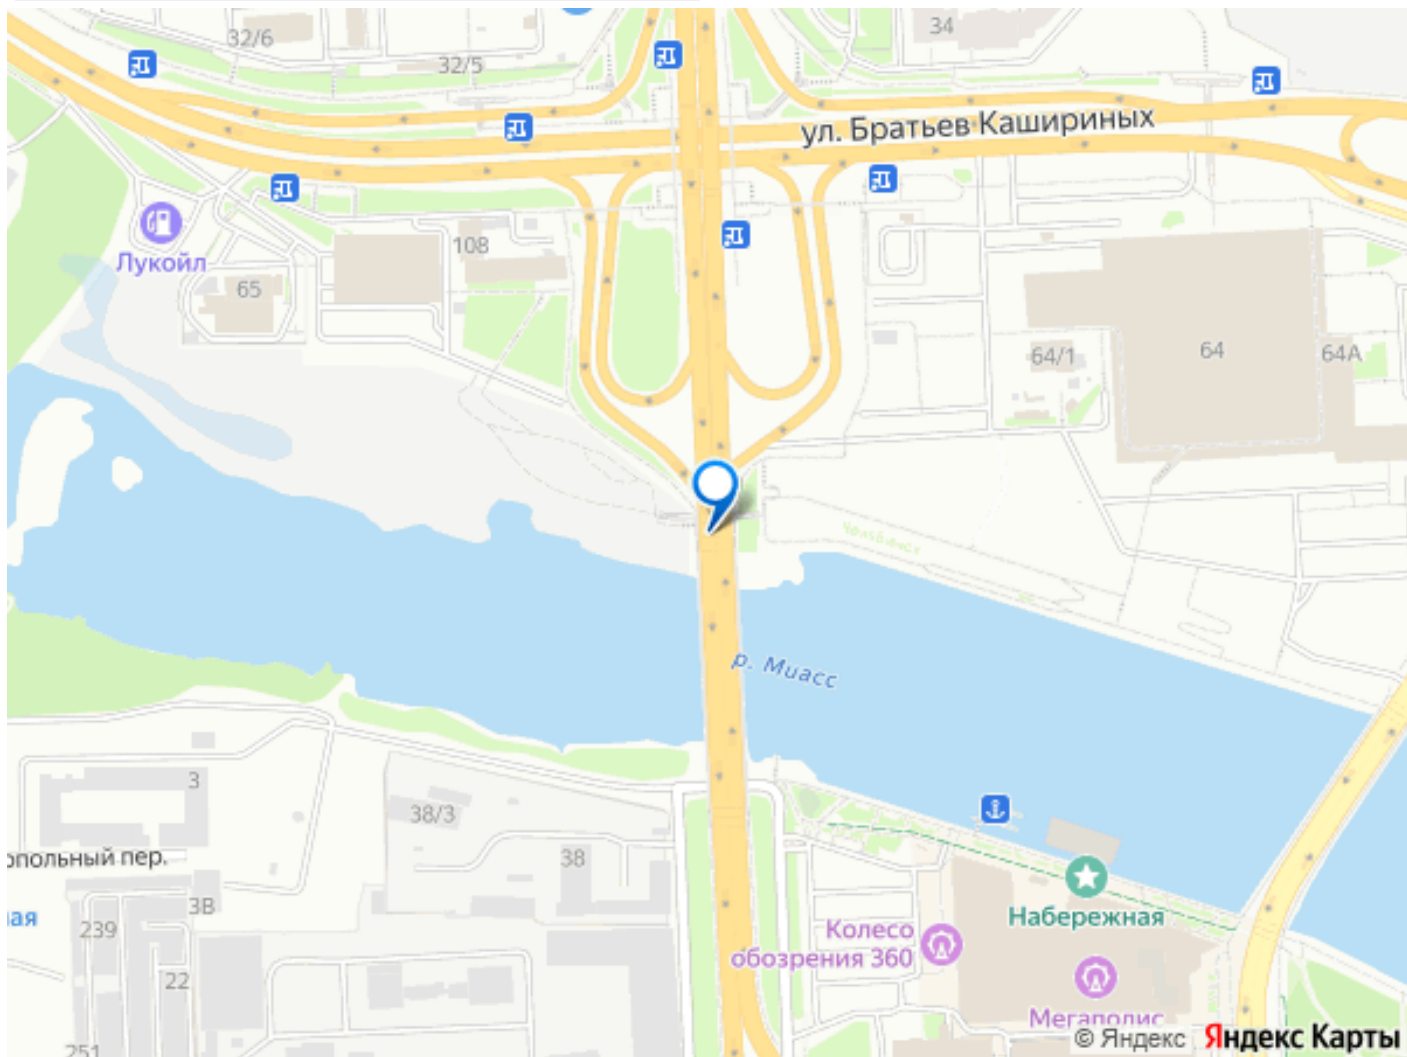 32/6
34
32/5
ул. Братьев Кашириных
108
Лукойл
65
64/1
64
64А
Челябинск
р. Миасс
3
38/3
опольный пер.
38
3В
Набережная
ая
239
Колесо
обозрения 360
22
Мегаполис
251
© Яндекс Яндекс Карты